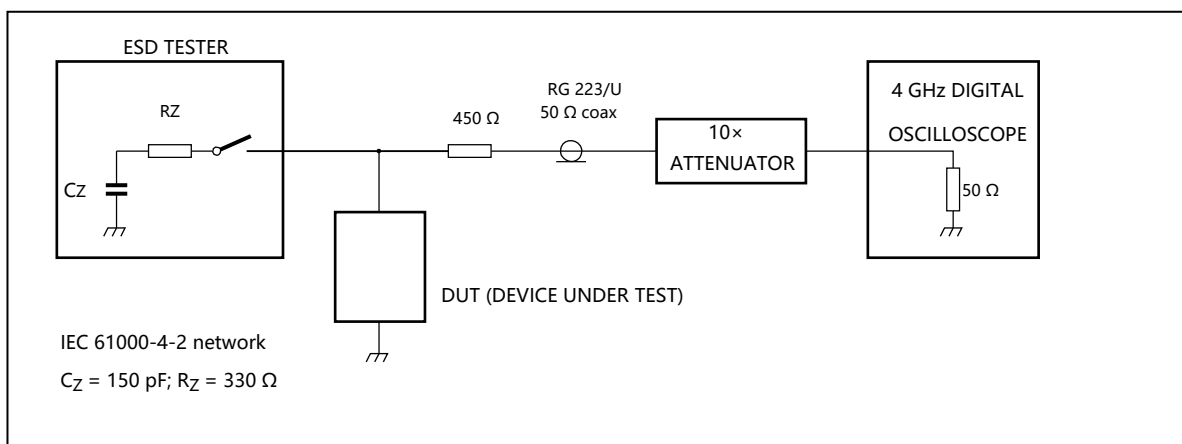 ESD TESTER
RZ
CZ
450 Ω
RG 223/U
50 Ω coax
10×
ATTENUATOR
4 GHz DIGITAL
OSCILLOSCOPE
50 Ω
DUT (DEVICE UNDER TEST)
IEC 61000-4-2 network
CZ = 150 pF; RZ = 330 Ω